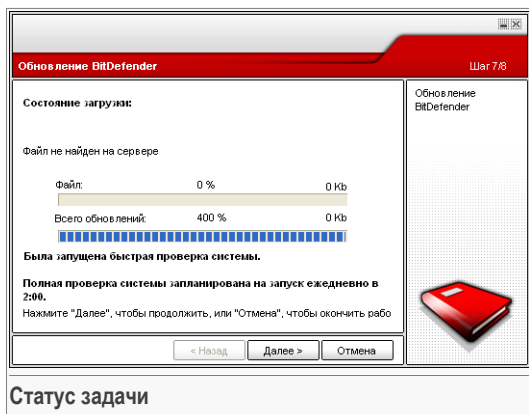 Обновление BitDefender
Шаг 7/8
Состояние загрузки:
Файл не найден на сервере
Файл: 0 % 0 Kb
Всего обновлений: 400 % 0 Kb
Была запущена быстрая проверка системы.
Полная проверка системы запланирована на запуск ежедневно в
2:00.
Нажмите "Далее", чтобы продолжить, или "Отмена", чтобы окончить рабо
Обновление
BitDefender
< Назад
Далее >
Отмена
Статус задачи